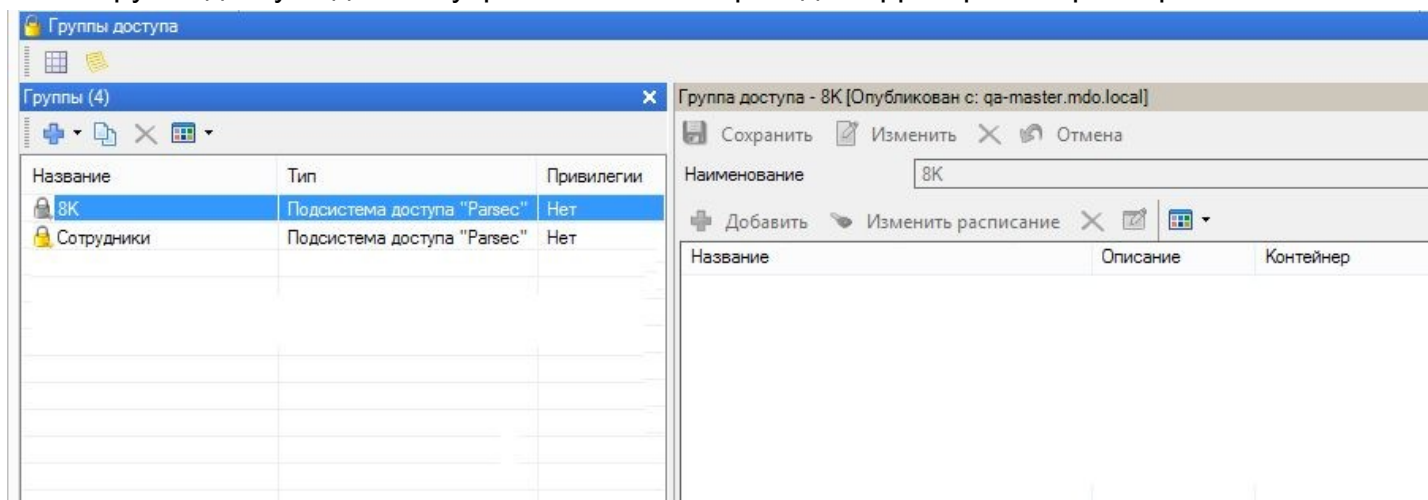 Группы доступа
Группы (4)
Группа доступа - 8K [Опубликован с: qa-master.mdo.local]
Сохранить Изменить Отмена
Наименование 8K
Название Тип Привилегии
8K Подсистема доступа "Parsec" Нет
Сотрудники Подсистема доступа "Parsec" Нет
Добавить Изменить расписание
Название Описание Контейнер